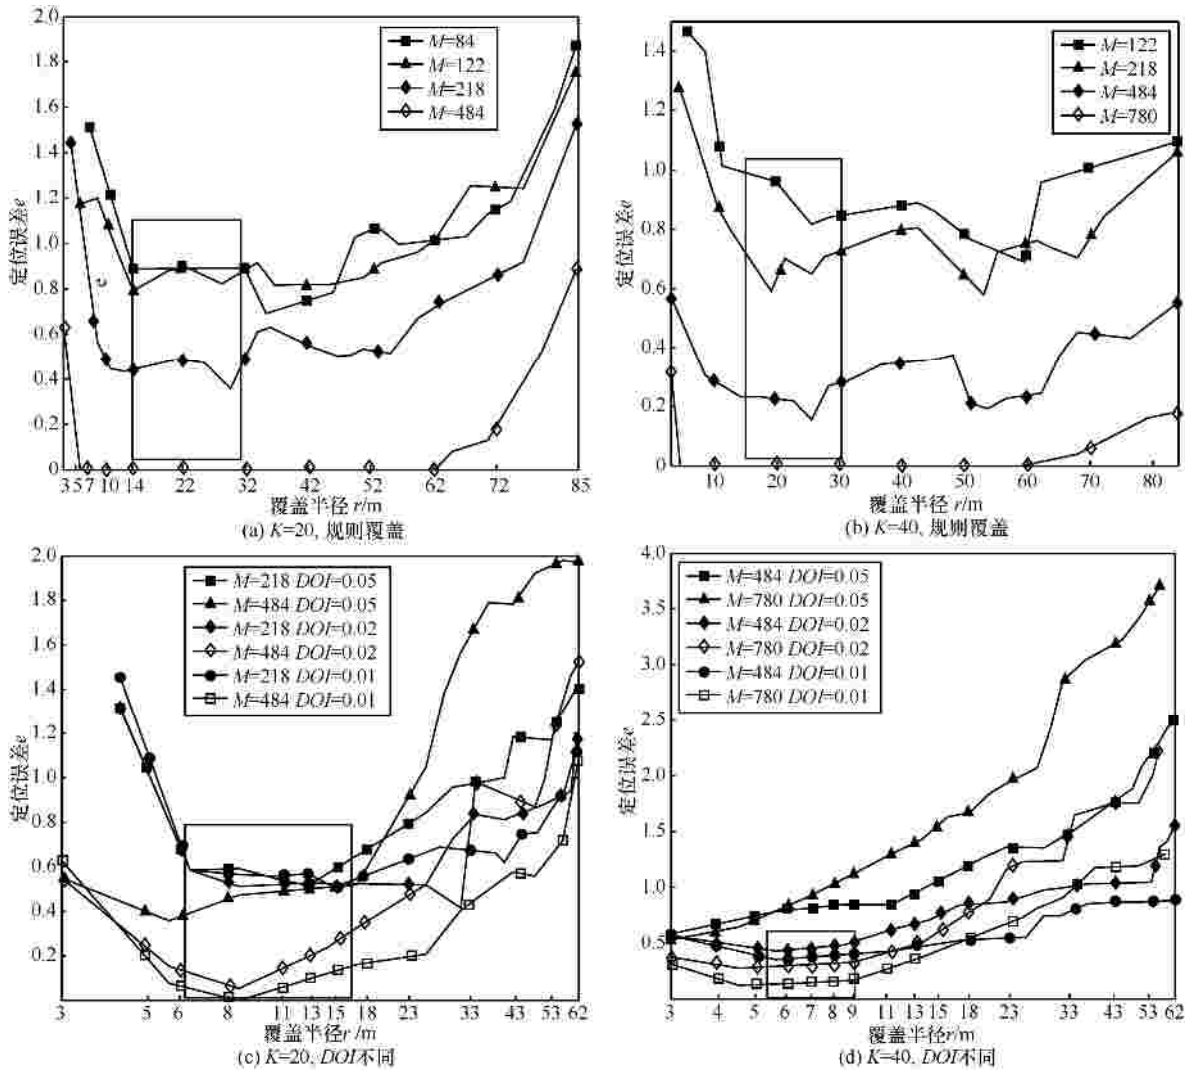 2.0
1.8
1.6
1.4
1.2
1.0
0.8
0.6
0.4
0.2
0
定位误差e
M=84
M=122
M=218
M=484
e
3 5 7 10 14 22 32 42 52 62 72 85
覆盖半径 r/m
(a) K=20, 规则覆盖
1.4
1.2
1.0
0.8
0.6
0.4
0.2
0
定位误差e
M=122
M=218
M=484
M=780
10 20 30 40 50 60 70 80
覆盖半径 r/m
(b) K=40, 规则覆盖
2.0
1.8
1.6
1.4
1.2
1.0
0.8
0.6
0.4
0.2
定位误差e
M=218 DOI=0.05
M=484 DOI=0.05
M=218 DOI=0.02
M=484 DOI=0.02
M=218 DOI=0.01
M=484 DOI=0.01
3 5 6 8 11 13 15 18 23 33 43 53 62
覆盖半径 r/m
(c) K=20, DOI不同
4.0
3.5
3.0
2.5
2.0
1.5
1.0
0.5
定位误差e
M=484 DOI=0.05
M=780 DOI=0.05
M=484 DOI=0.02
M=780 DOI=0.02
M=484 DOI=0.01
M=780 DOI=0.01
3 4 5 6 7 8 9 11 13 15 18 23 33 43 53 62
覆盖半径r/m
(d) K=40, DOI不同